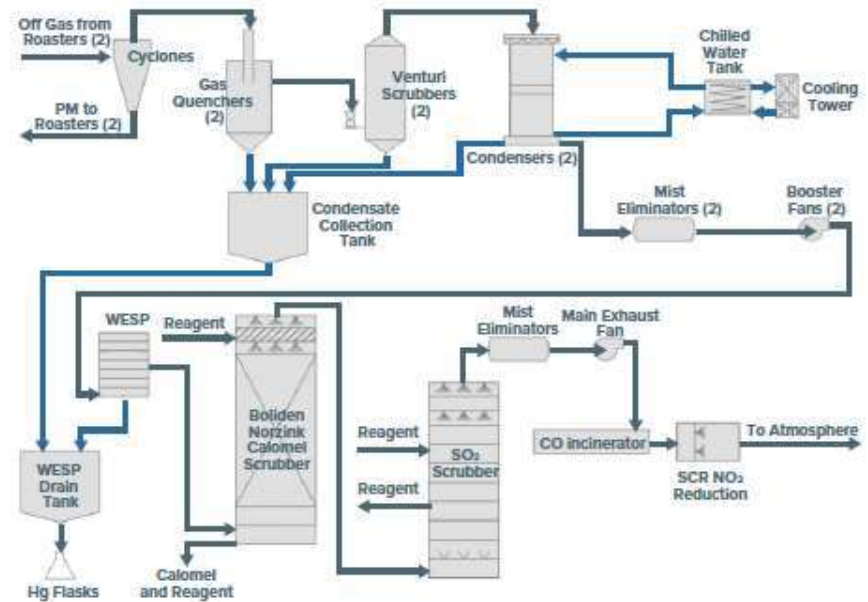 Off Gas from
Roasters (2)
Cyclones
PM to
Roasters (2)
Gas
Quenchers
(2)
Venturi
Scrubbers
(2)
Condensers (2)
Chilled
Water
Tank
Cooling
Tower
Condensate
Collection
Tank
Mist
Eliminators (2)
Booster
Fans (2)
WESP
Reagent
Boliden
Norzink
Calomel
Scrubber
Mist
Eliminators
Main Exhaust
Fan
Reagent
SO₂
Scrubber
Reagent
CO incinerator
To Atmosphere
SCR NO₂
Reduction
WESP
Drain
Tank
Hg Flasks
Calomel
and Reagent